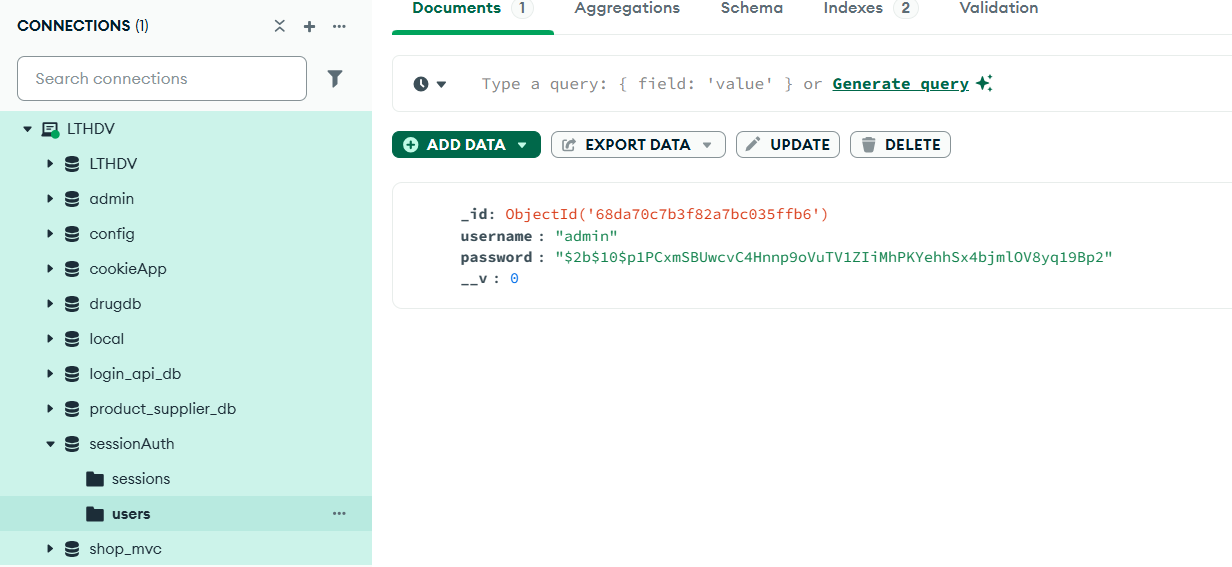 CONNECTIONS (1)
Search connections
LTHDV
LTHDV
admin
config
cookieApp
drugdb
local
login_api_db
product_supplier_db
sessionAuth
sessions
users
shop_mvc
Documents 1 Aggregations Schema Indexes 2 Validation
Type a query: { field: 'value' } or Generate query
ADD DATA EXPORT DATA UPDATE DELETE
_id: ObjectId('68da70c7b3f82a7bc035ffb6')
username : "admin"
password : "$2b$10$p1PCxmSBUwcvC4Hnnp9oVuTV1ZIiMhPKYehhSx4bjmlOV8yq19Bp2"
__v : 0